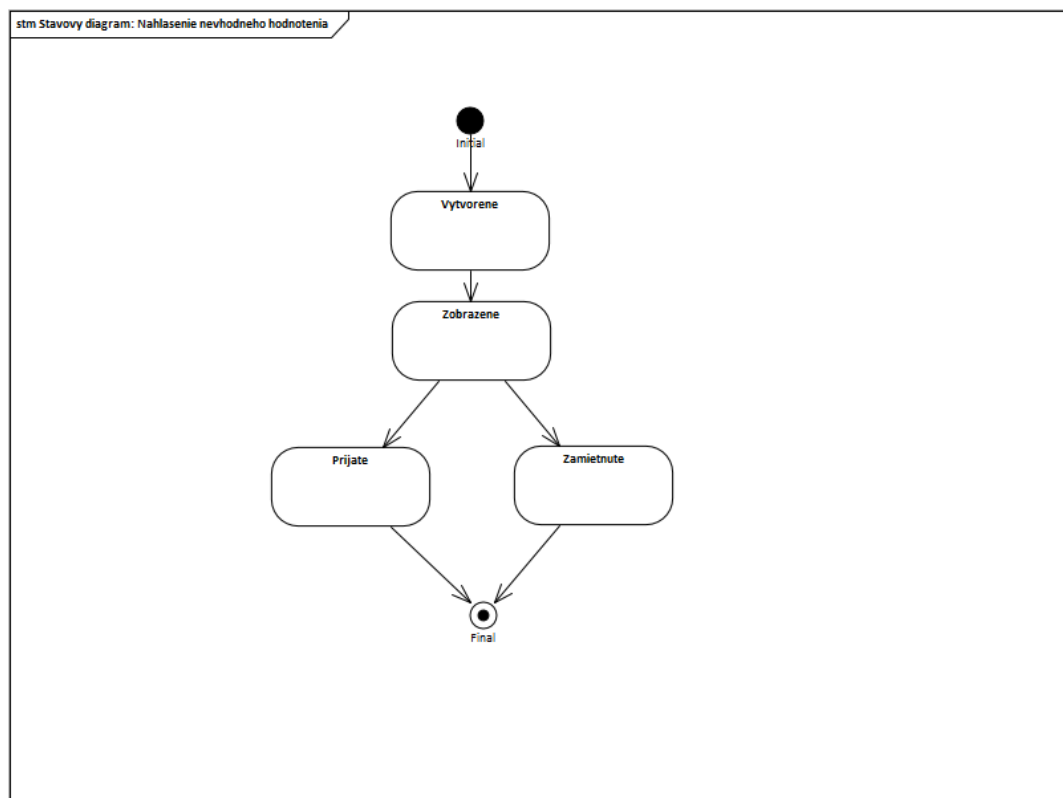 stm Stavovy diagram: Nahlasenie nevhodneho hodnotenia
Initial
Vytvorene
Zobrazene
Prijate
Zamietnute
Final